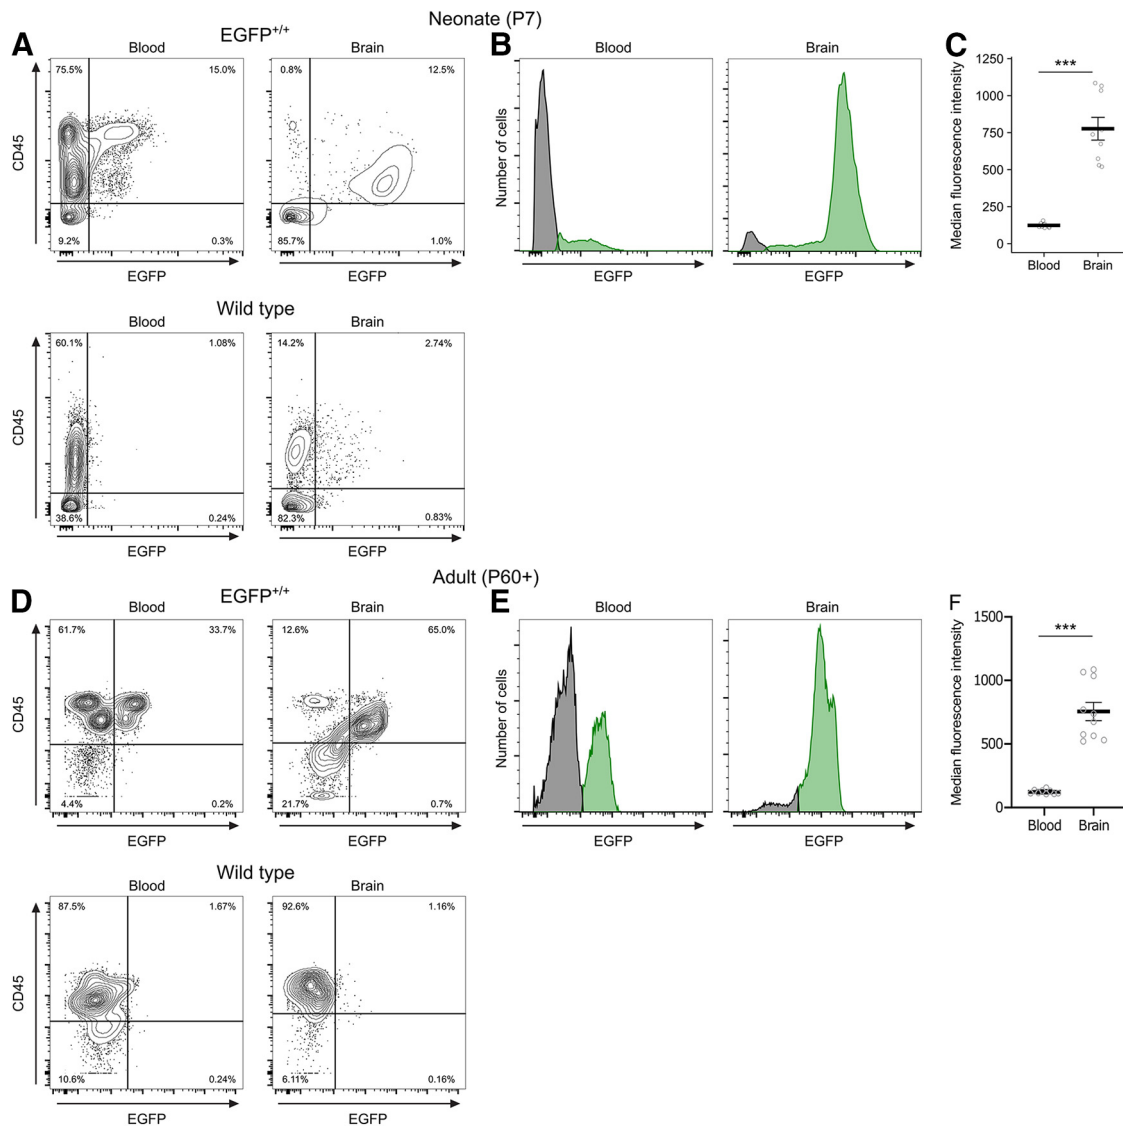 Neonate (P7)
A
EGFP+/+
B
C
Blood
Brain
Blood
Brain
75.5%
15.0%
0.8%
12.5%
CD45
9.2%
0.3%
85.7%
1.0%
EGFP
EGFP
Number of cells
EGFP
EGFP
Median fluorescence intensity
1250
1000
750
500
250
0
***
Blood
Brain
Wild type
Blood
Brain
60.1%
1.08%
14.2%
2.74%
CD45
38.6%
0.24%
82.3%
0.83%
EGFP
EGFP
Adult (P60+)
D
EGFP+/+
E
F
Blood
Brain
Blood
Brain
61.7%
33.7%
12.6%
65.0%
CD45
4.4%
0.2%
21.7%
0.7%
EGFP
EGFP
Number of cells
EGFP
EGFP
Median fluorescence intensity
1500
1000
500
0
***
Blood
Brain
Wild type
Blood
Brain
87.5%
1.67%
92.6%
1.16%
CD45
10.6%
0.24%
6.11%
0.16%
EGFP
EGFP